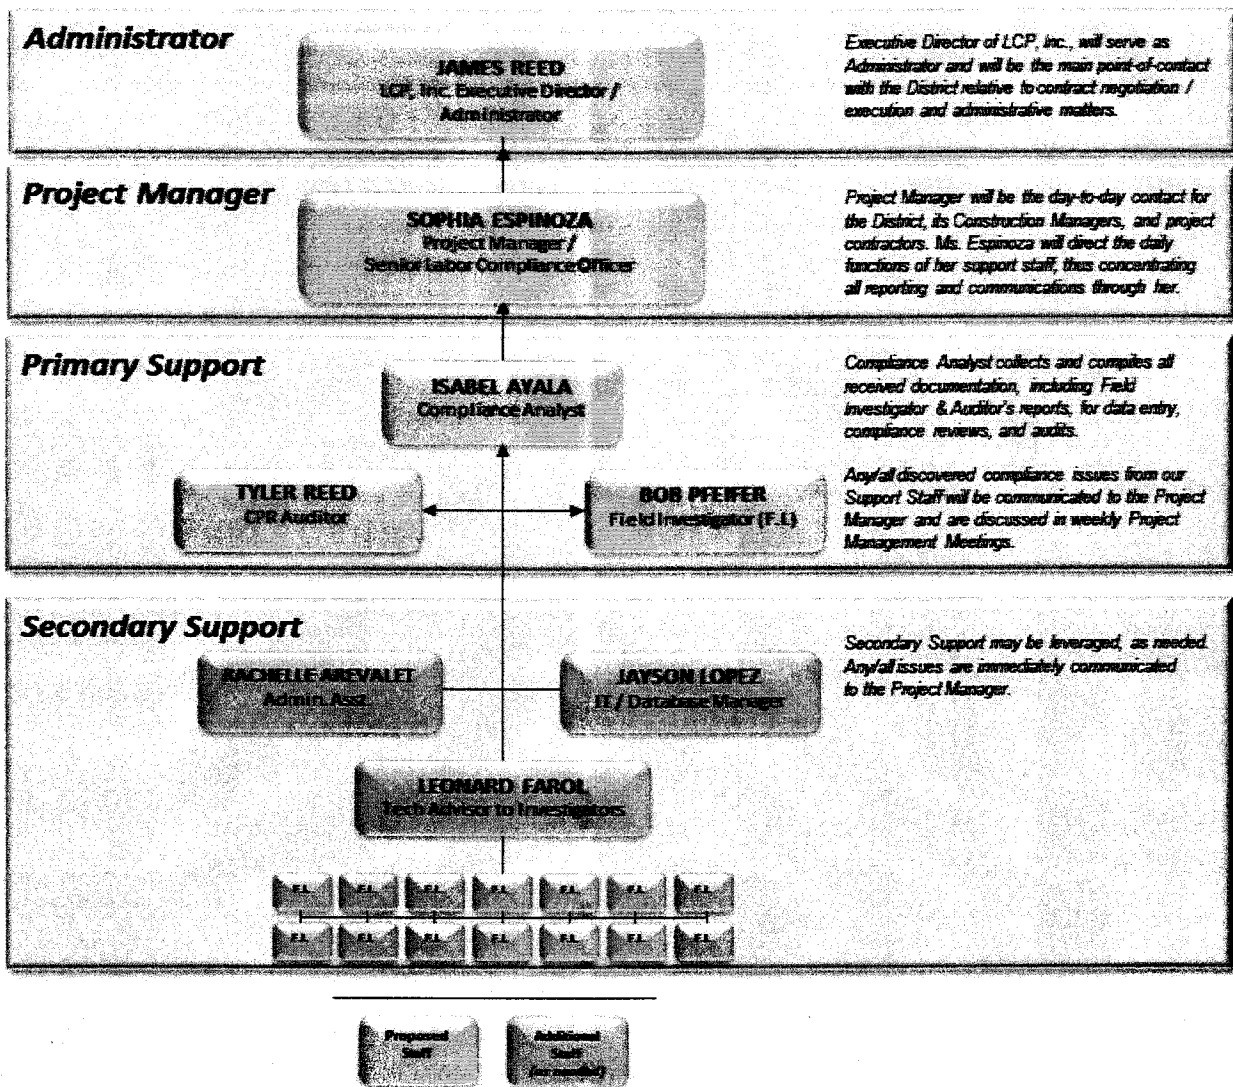 Administrator
JAMES REED
LCP, Inc. Executive Director /
Administrator
Executive Director of LCP, Inc., will serve as
Administrator and will be the main point-of-contact
with the District relative to contract negotiation /
execution and administrative matters.
Project Manager
SOPHIA ESPINOZA
Project Manager /
Senior Labor Compliance Officer
Project Manager will be the day-to-day contact for
the District, its Construction Managers, and project
contractors. Ms. Espinoza will direct the daily
functions of her support staff, thus concentrating
all reporting and communications through her.
Primary Support
ISABEL AYALA
Compliance Analyst
Compliance Analyst collects and compiles all
received documentation, including Field
Investigator & Auditor's reports, for data entry,
compliance reviews, and audits.
TYLER REED
CPR Auditor
BOB PFEIFER
Field Investigator (F.I.)
Any/all discovered compliance issues from our
Support Staff will be communicated to the Project
Manager and are discussed in weekly Project
Management Meetings.
Secondary Support
RACHELLE AREVALET
Admin. Asst.
JAYSON LOPEZ
IT / Database Manager
Secondary Support may be leveraged, as needed.
Any/all issues are immediately communicated
to the Project Manager.
LEONARD FAROL
Tech Advisor to Investigators
F.I. F.I. F.I. F.I. F.I. F.I. F.I.
F.I. F.I. F.I. F.I. F.I. F.I. F.I.
Proposed
Staff
Additional
Staff
(as needed)